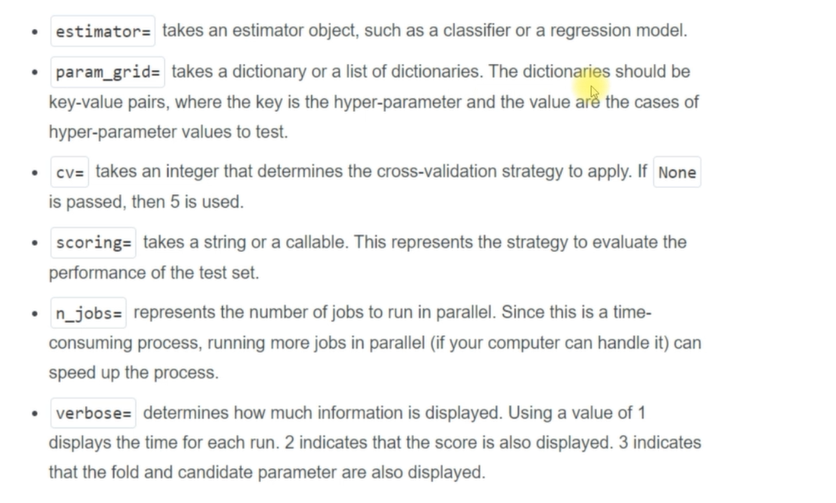 • estimator= takes an estimator object, such as a classifier or a regression model.
• param_grid= takes a dictionary or a list of dictionaries. The dictionaries should be
key-value pairs, where the key is the hyper-parameter and the value are the cases of
hyper-parameter values to test.
• cv= takes an integer that determines the cross-validation strategy to apply. If None
is passed, then 5 is used.
• scoring= takes a string or a callable. This represents the strategy to evaluate the
performance of the test set.
• n_jobs= represents the number of jobs to run in parallel. Since this is a time-
consuming process, running more jobs in parallel (if your computer can handle it) can
speed up the process.
• verbose= determines how much information is displayed. Using a value of 1
displays the time for each run. 2 indicates that the score is also displayed. 3 indicates
that the fold and candidate parameter are also displayed.